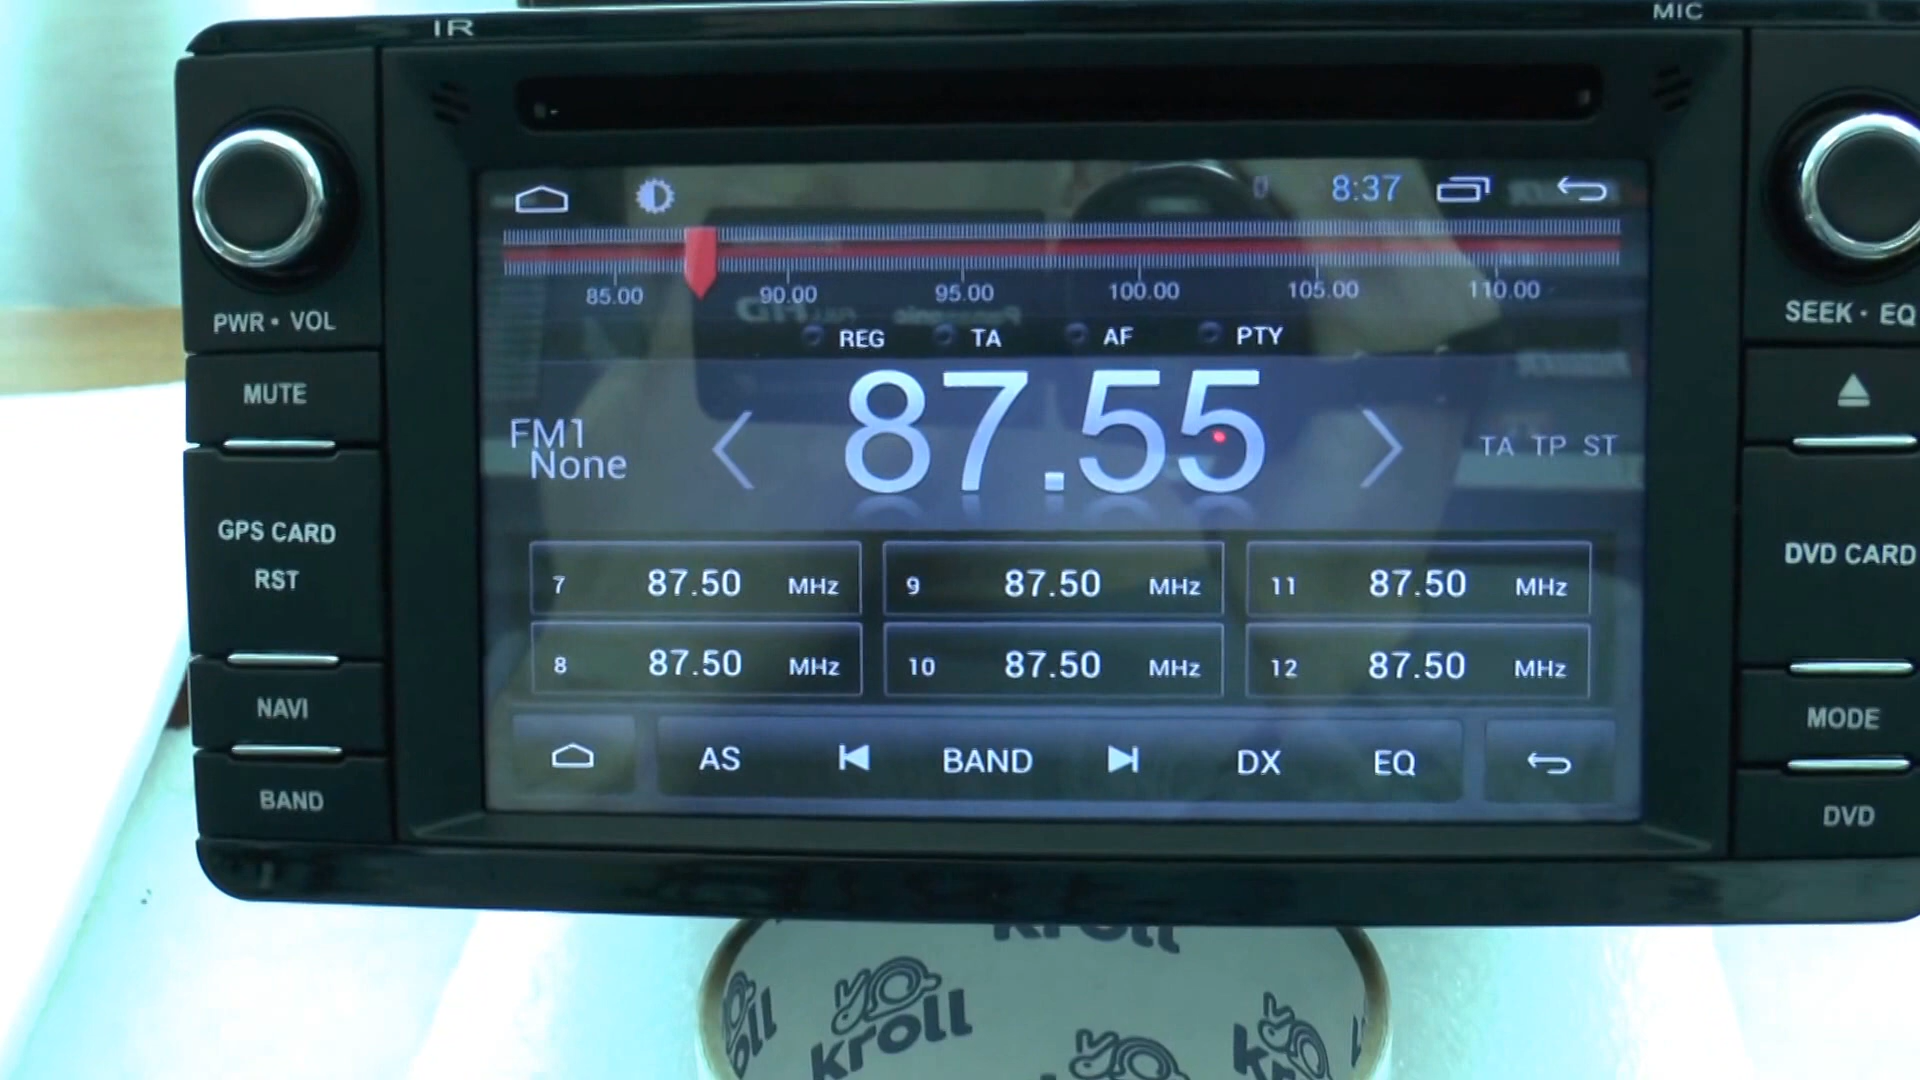 IR
MIC
8:37
85.00 90.00 95.00 100.00 105.00 110.00
REG TA AF PTY
FM1
None
87.55
TA TP ST
7 87.50 MHz
9 87.50 MHz
11 87.50 MHz
8 87.50 MHz
10 87.50 MHz
12 87.50 MHz
AS BAND DX EQ
PWR • VOL
MUTE
GPS CARD
RST
NAVI
BAND
SEEK • EQ
DVD CARD
MODE
DVD
kroll
kroll